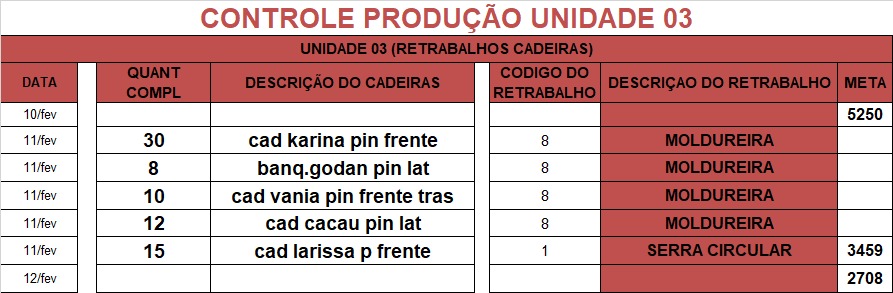 CONTROLE PRODUÇÃO UNIDADE 03
UNIDADE 03 (RETRABALHOS CADEIRAS)
DATA QUANT COMPL DESCRIÇÃO DO CADEIRAS CODIGO DO RETRABALHO DESCRIÇAO DO RETRABALHO META
10/fev 5250
11/fev 30 cad karina pin frente 8 MOLDUREIRA
11/fev 8 banq.godan pin lat 8 MOLDUREIRA
11/fev 10 cad vania pin frente tras 8 MOLDUREIRA
11/fev 12 cad cacau pin lat 8 MOLDUREIRA
11/fev 15 cad larissa p frente 1 SERRA CIRCULAR 3459
12/fev 2708